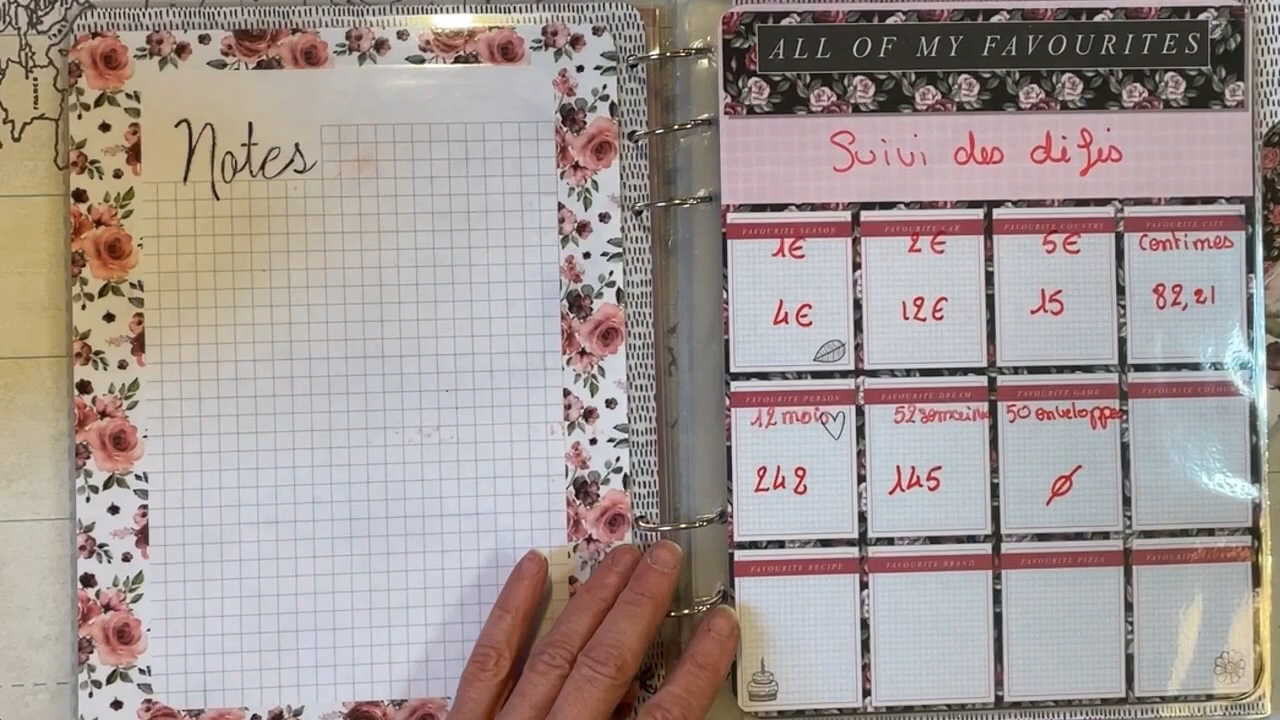 FRANCE
Notes
ALL OF MY FAVOURITES
Suivi des défis
FAVOURITE SEASON
1€
4€
FAVOURITE CAR
2€
12€
FAVOURITE COUNTRY
5€
15
FAVOURITE CITY
Centimes
82,21
FAVOURITE PERSON
12 mois
248
FAVOURITE DREAM
52 semaines
145
FAVOURITE GAME
50 enveloppes
Ø
FAVOURITE COLOUR
FAVOURITE RECIPE
FAVOURITE BRAND
FAVOURITE PIZZA
FAVOURITE